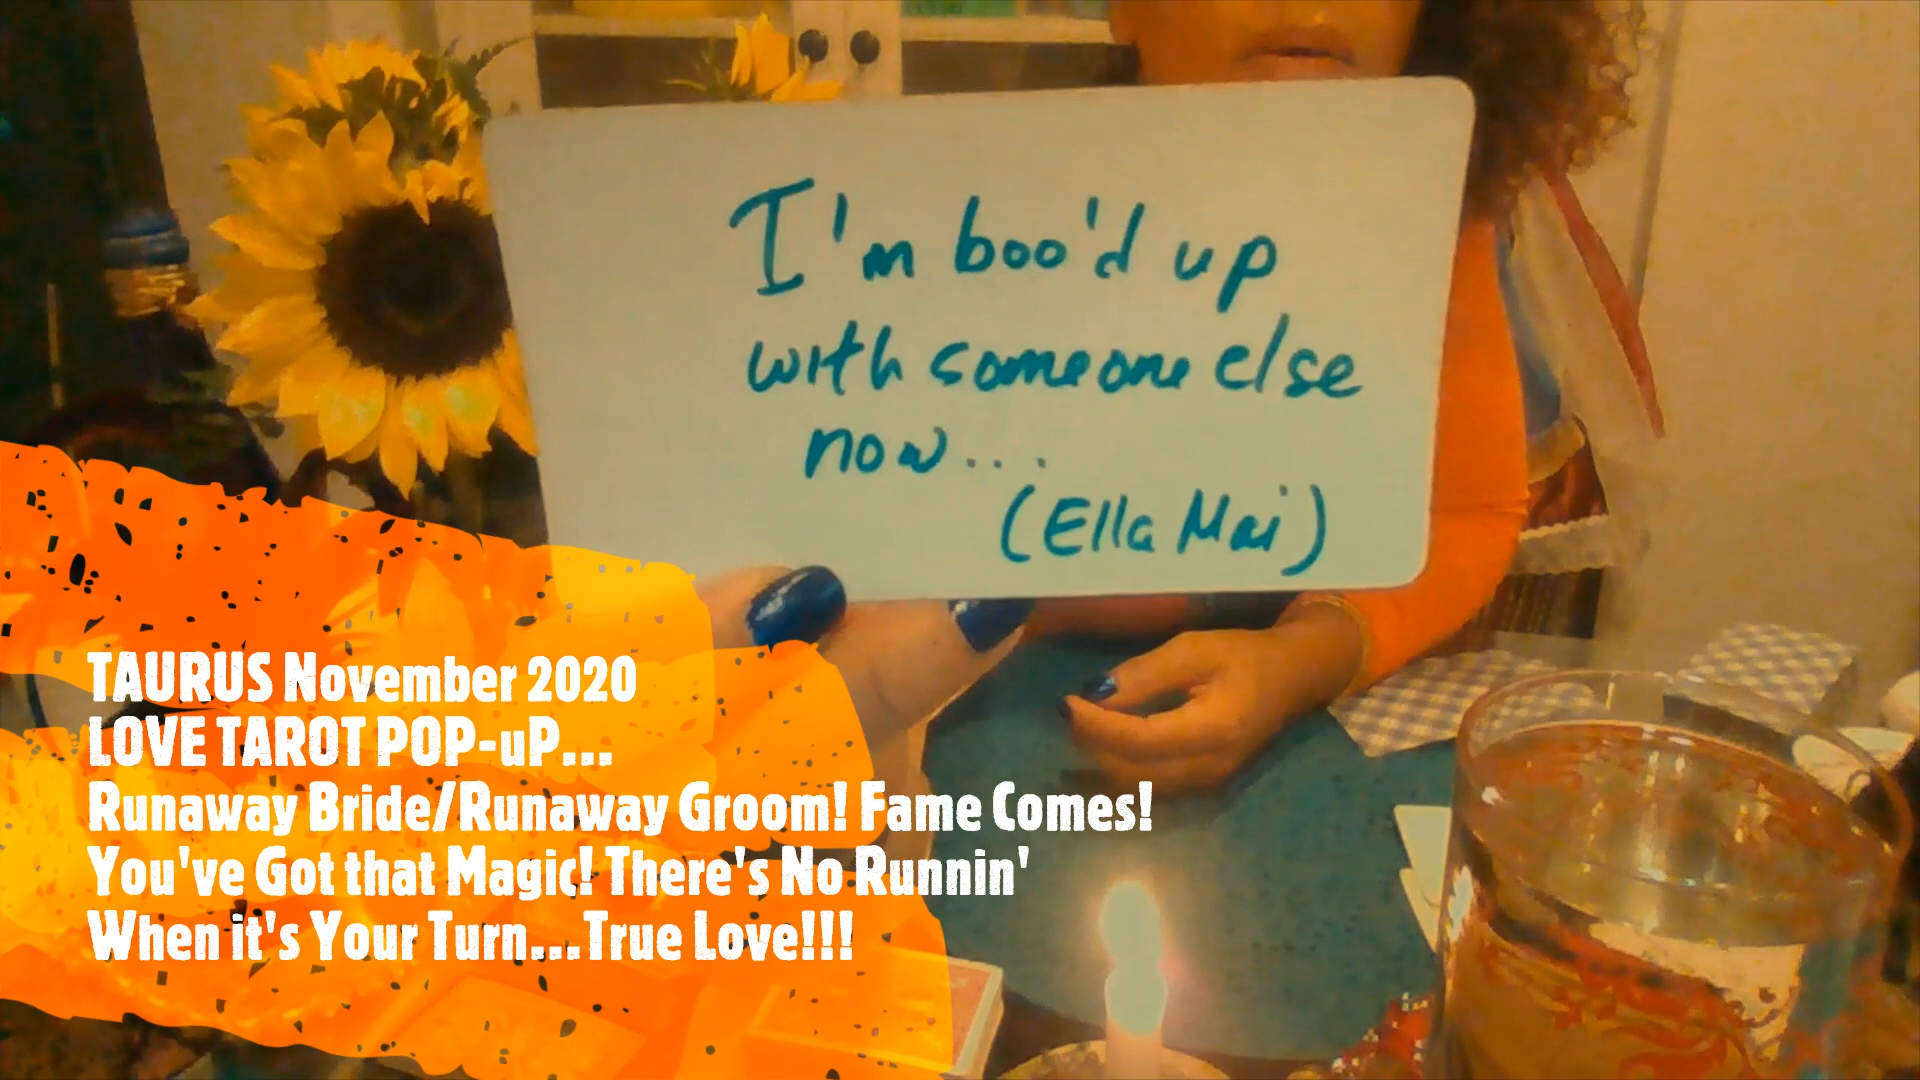 I'm boo'd up
with someone else
now...
(Ella Mai)
TAURUS November 2020
LOVE TAROT POP-uP...
Runaway Bride/Runaway Groom! Fame Comes!
You've Got that Magic! There's No Runnin'
When it's Your Turn...True Love!!!